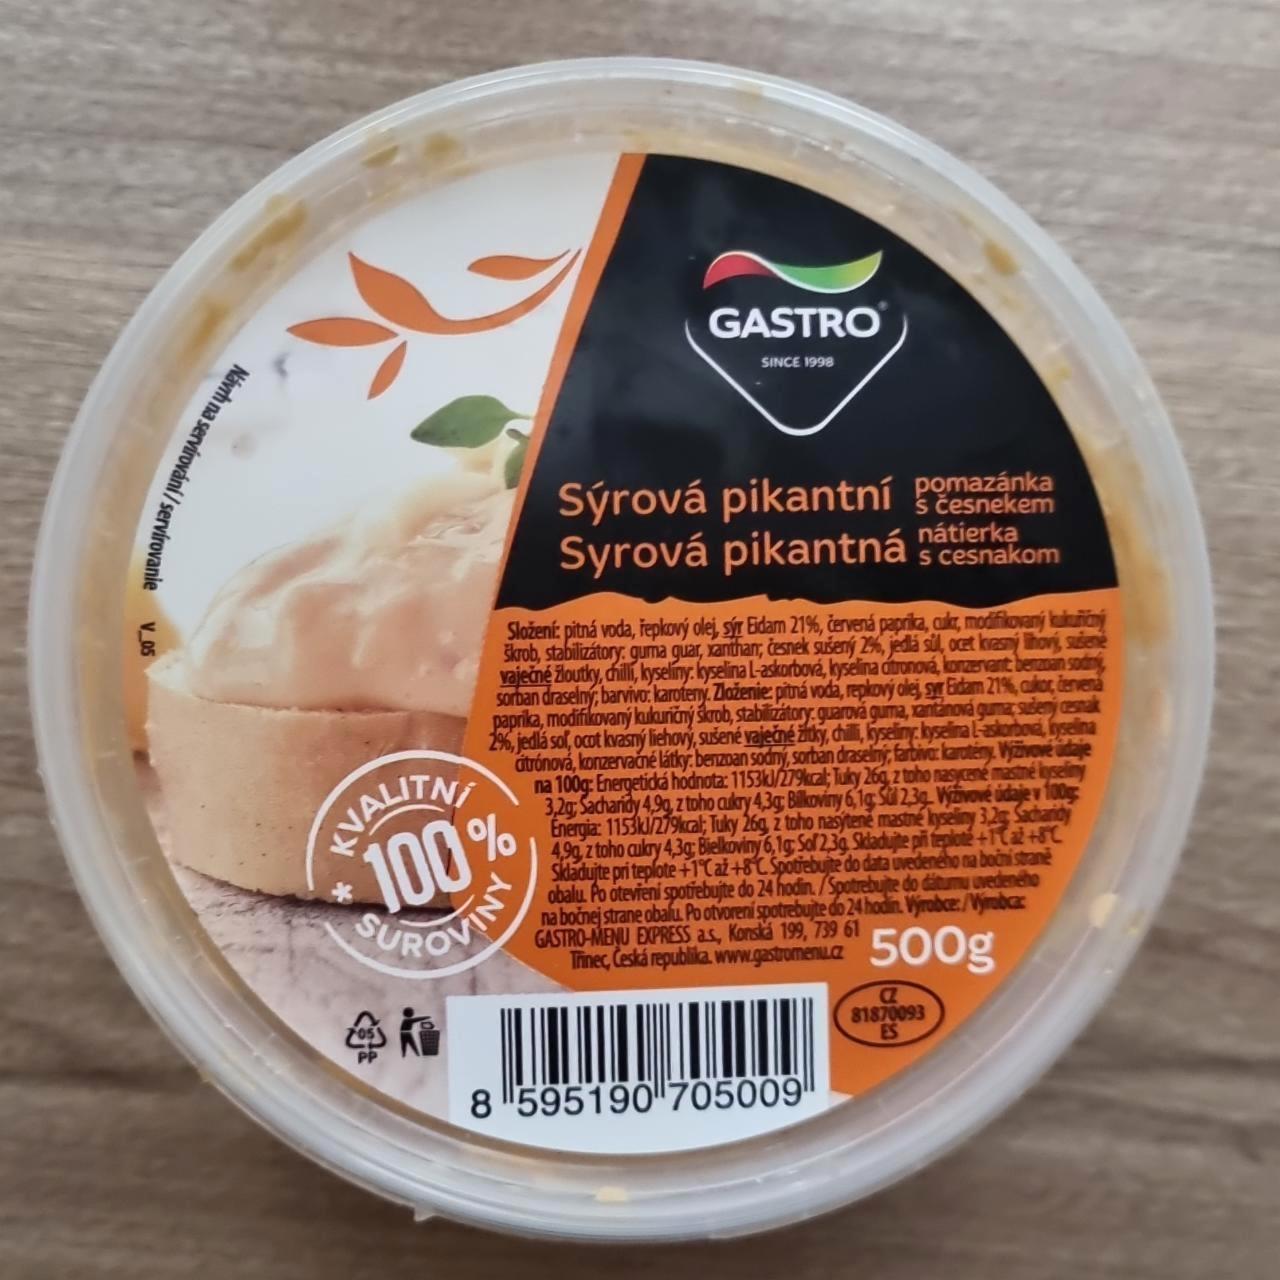 GASTRO®
SINCE 1998
Sýrová pikantní pomazánka s česnekem
Syrová pikantná nátierka s cesnakom
Návrh na servírování / servírovanie
V_05
Složení: pitná voda, řepkový olej, sýr Eidam 21%, červená paprika, cukr, modifikovaný kukuřičný
škrob, stabilizátory: guma guar, xanthan; česnek sušený 2%, jedlá sůl, ocet kvasný lihový, sušené
vaječné žloutky, chilli, kyseliny: kyselina L-askorbová, kyselina citronová, konzervant: benzoan sodný,
sorban draselný; barvivo: karoteny. Zloženie: pitná voda, repkový olej, syr Eidam 21%, cukor, červená
paprika, modifikovaný kukuričný škrob, stabilizátory: guarová guma, xantánová guma; sušený cesnak
2%, jedlá soľ, ocot kvasný liehový, sušené vaječné žĺtky, chilli, kyseliny: kyselina L-askorbová, kyselina
citrónová, konzervačné látky: benzoan sodný, sorban draselný; farbivo: karotény. Výživové údaje
na 100g: Energetická hodnota: 1153kJ/279kcal; Tuky 26g, z toho nasycené mastné kyseliny
3,2g; Sacharidy 4,9g, z toho cukry 4,3g; Bílkoviny 6,1g; Sůl 2,3g. Výživové údaje v 100g:
Energia: 1153kJ/279kcal; Tuky 26g, z toho nasýtené mastné kyseliny 3,2g; Sacharidy
4,9g, z toho cukry 4,3g; Bielkoviny 6,1g; Soľ 2,3g. Skladujte při teplotě +1°C až +8°C.
Skladujte pri teplote +1°C až +8°C. Spotřebujte do data uvedeného na boční straně
obalu. Po otevření spotřebujte do 24 hodin. / Spotrebujte do dátumu uvedeného
na bočnej strane obalu. Po otvorení spotrebujte do 24 hodín. Výrobce: / Výrobca:
GASTRO-MENU EXPRESS a.s., Konská 199, 739 61
Třinec, Česká republika. www.gastromenu.cz
500g
KVALITNÍ
100%
* SUROVINY
05
PP
CZ
81870093
ES
8 595190 705009